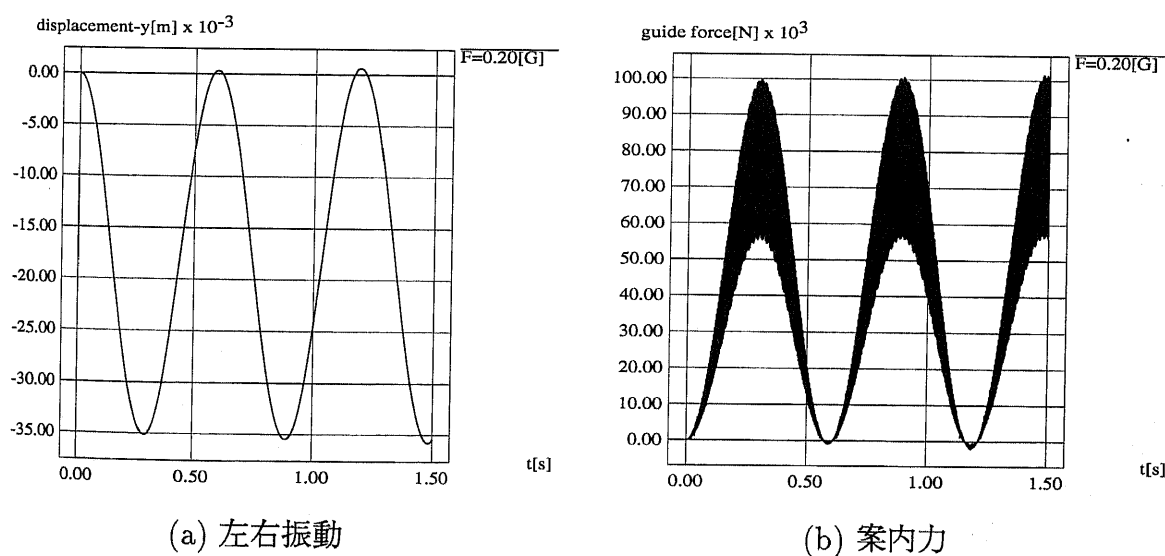 displacement-y[m] x 10-3
F=0.20[G]
0.00
-5.00
-10.00
-15.00
-20.00
-25.00
-30.00
-35.00
0.00 0.50 1.00 1.50
t[s]
(a) 左右振動
guide force[N] x 103
F=0.20[G]
100.00
90.00
80.00
70.00
60.00
50.00
40.00
30.00
20.00
10.00
0.00
0.00 0.50 1.00 1.50
t[s]
(b) 案内力